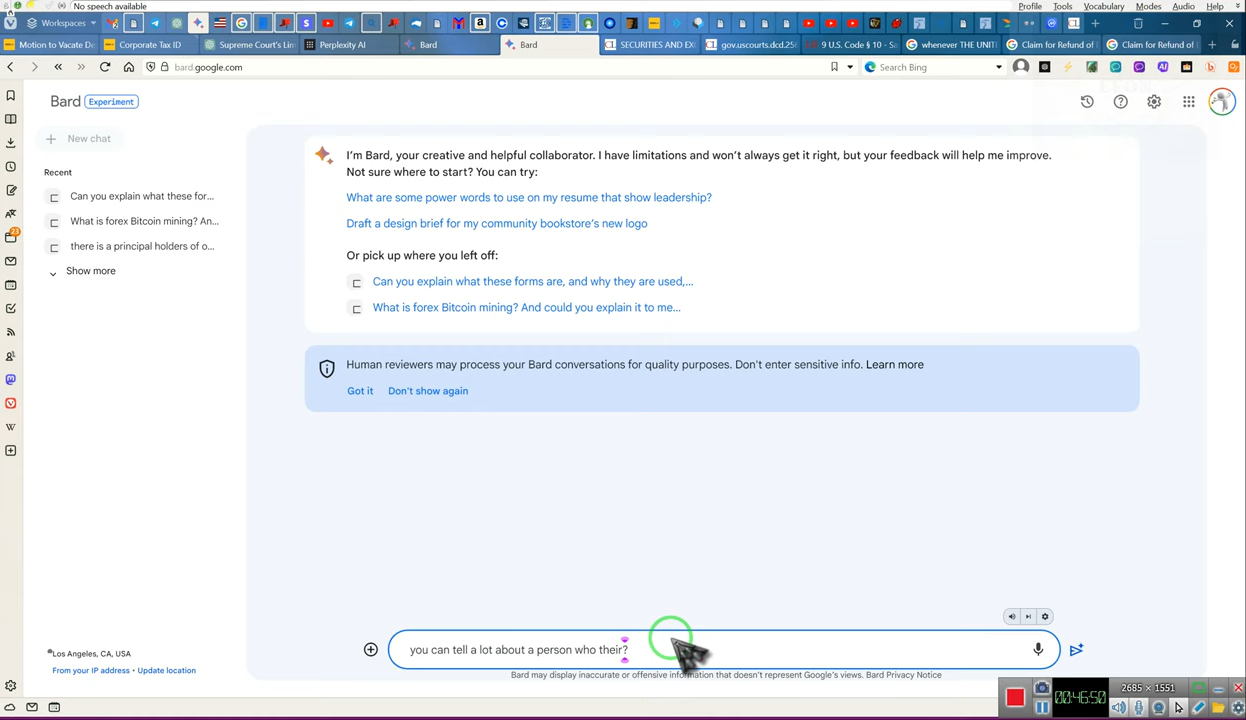 No speech available
Profile Tools Vocabulary Modes Audio Help
Workspaces
Motion to Vacate De
Corporate Tax ID
Supreme Court's Lin
Perplexity AI
Bard
Bard
SECURITIES AND EX
gov.uscourts.dcd.25
9 U.S. Code § 10 - S
whenever THE UNIT
Claim for Refund of
Claim for Refund of
bard.google.com
Search Bing
Bard Experiment
New chat
Recent
Can you explain what these for...
What is forex Bitcoin mining? An...
there is a principal holders of o...
Show more
I'm Bard, your creative and helpful collaborator. I have limitations and won't always get it right, but your feedback will help me improve.
Not sure where to start? You can try:
What are some power words to use on my resume that show leadership?
Draft a design brief for my community bookstore's new logo
Or pick up where you left off:
Can you explain what these forms are, and why they are used,...
What is forex Bitcoin mining? And could you explain it to me...
Human reviewers may process your Bard conversations for quality purposes. Don't enter sensitive info. Learn more
Got it Don't show again
you can tell a lot about a person who their?
Los Angeles, CA, USA
From your IP address • Update location
Bard may display inaccurate or offensive information that doesn't represent Google's views. Bard Privacy Notice
2685 × 1551
00:46:50